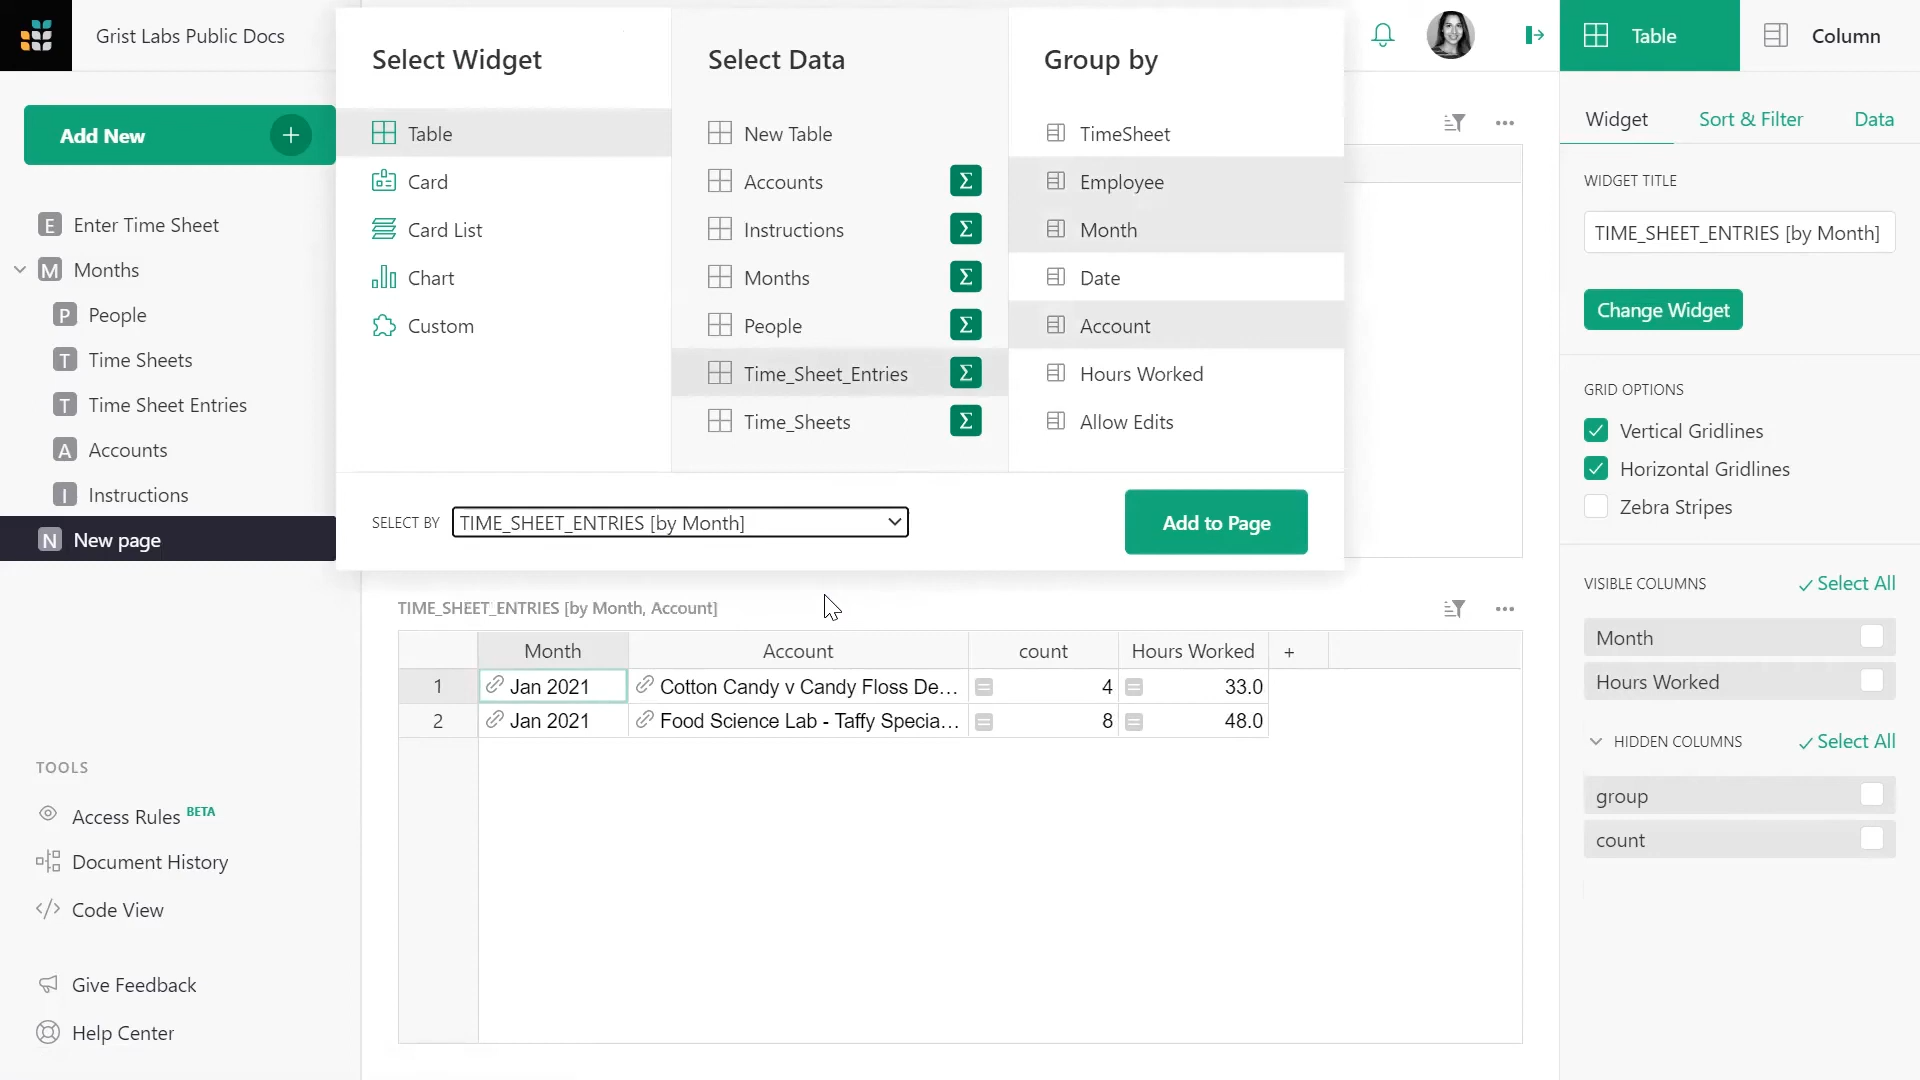 Grist Labs Public Docs
Add New
+
E Enter Time Sheet
M Months
P People
T Time Sheets
T Time Sheet Entries
A Accounts
I Instructions
N New page
TOOLS
Access Rules BETA
Document History
</> Code View
Give Feedback
Help Center
Select Widget
Table
Card
Card List
Chart
Custom
Select Data
New Table
Accounts Σ
Instructions Σ
Months Σ
People Σ
Time_Sheet_Entries Σ
Time_Sheets Σ
Group by
TimeSheet
Employee
Month
Date
Account
Hours Worked
Allow Edits
SELECT BY TIME_SHEET_ENTRIES [by Month]
Add to Page
TIME_SHEET_ENTRIES [by Month, Account]
Month Account count Hours Worked +
1 Jan 2021 Cotton Candy v Candy Floss De... = 4 = 33.0
2 Jan 2021 Food Science Lab - Taffy Specia... = 8 = 48.0
Table Column
Widget Sort & Filter Data
WIDGET TITLE
TIME_SHEET_ENTRIES [by Month]
Change Widget
GRID OPTIONS
Vertical Gridlines
Horizontal Gridlines
Zebra Stripes
VISIBLE COLUMNS Select All
Month
Hours Worked
HIDDEN COLUMNS Select All
group
count